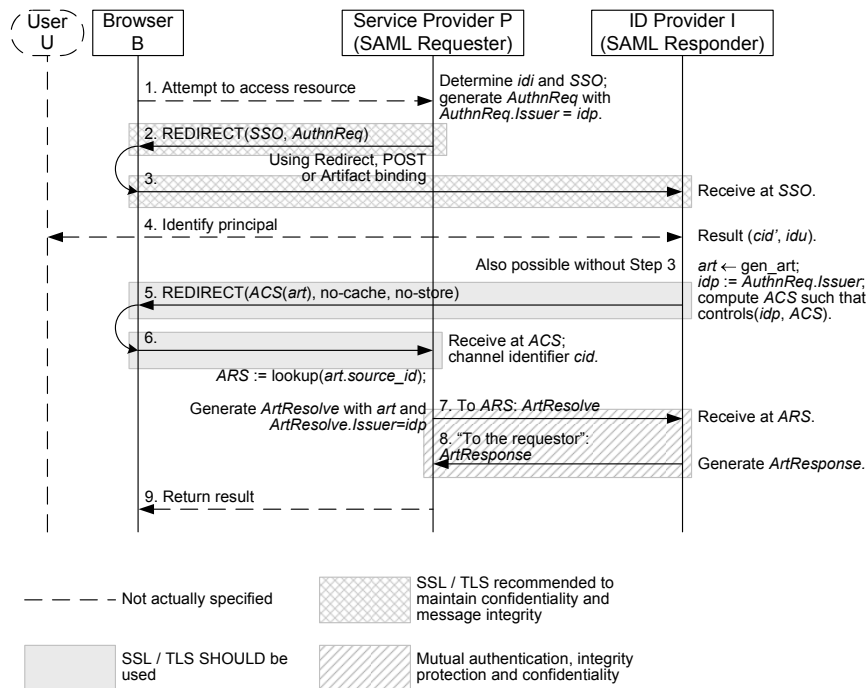 User
U
Browser
B
Service Provider P
(SAML Requester)
ID Provider I
(SAML Responder)
1. Attempt to access resource
Determine idi and SSO;
generate AuthnReq with
AuthnReq.Issuer = idp.
2. REDIRECT(SSO, AuthnReq)
Using Redirect, POST
or Artifact binding
3.
Receive at SSO.
4. Identify principal
Result (cid', idu).
Also possible without Step 3
art ← gen_art;
idp := AuthnReq.Issuer;
compute ACS such that
controls(idp, ACS).
5. REDIRECT(ACS(art), no-cache, no-store)
6.
Receive at ACS;
channel identifier cid.
ARS := lookup(art.source_id);
Generate ArtResolve with art and
ArtResolve.Issuer=idp
7. To ARS: ArtResolve
Receive at ARS.
8. “To the requestor”:
ArtResponse
Generate ArtResponse.
9. Return result
Not actually specified
SSL / TLS recommended to
maintain confidentiality and
message integrity
SSL / TLS SHOULD be
used
Mutual authentication, integrity
protection and confidentiality